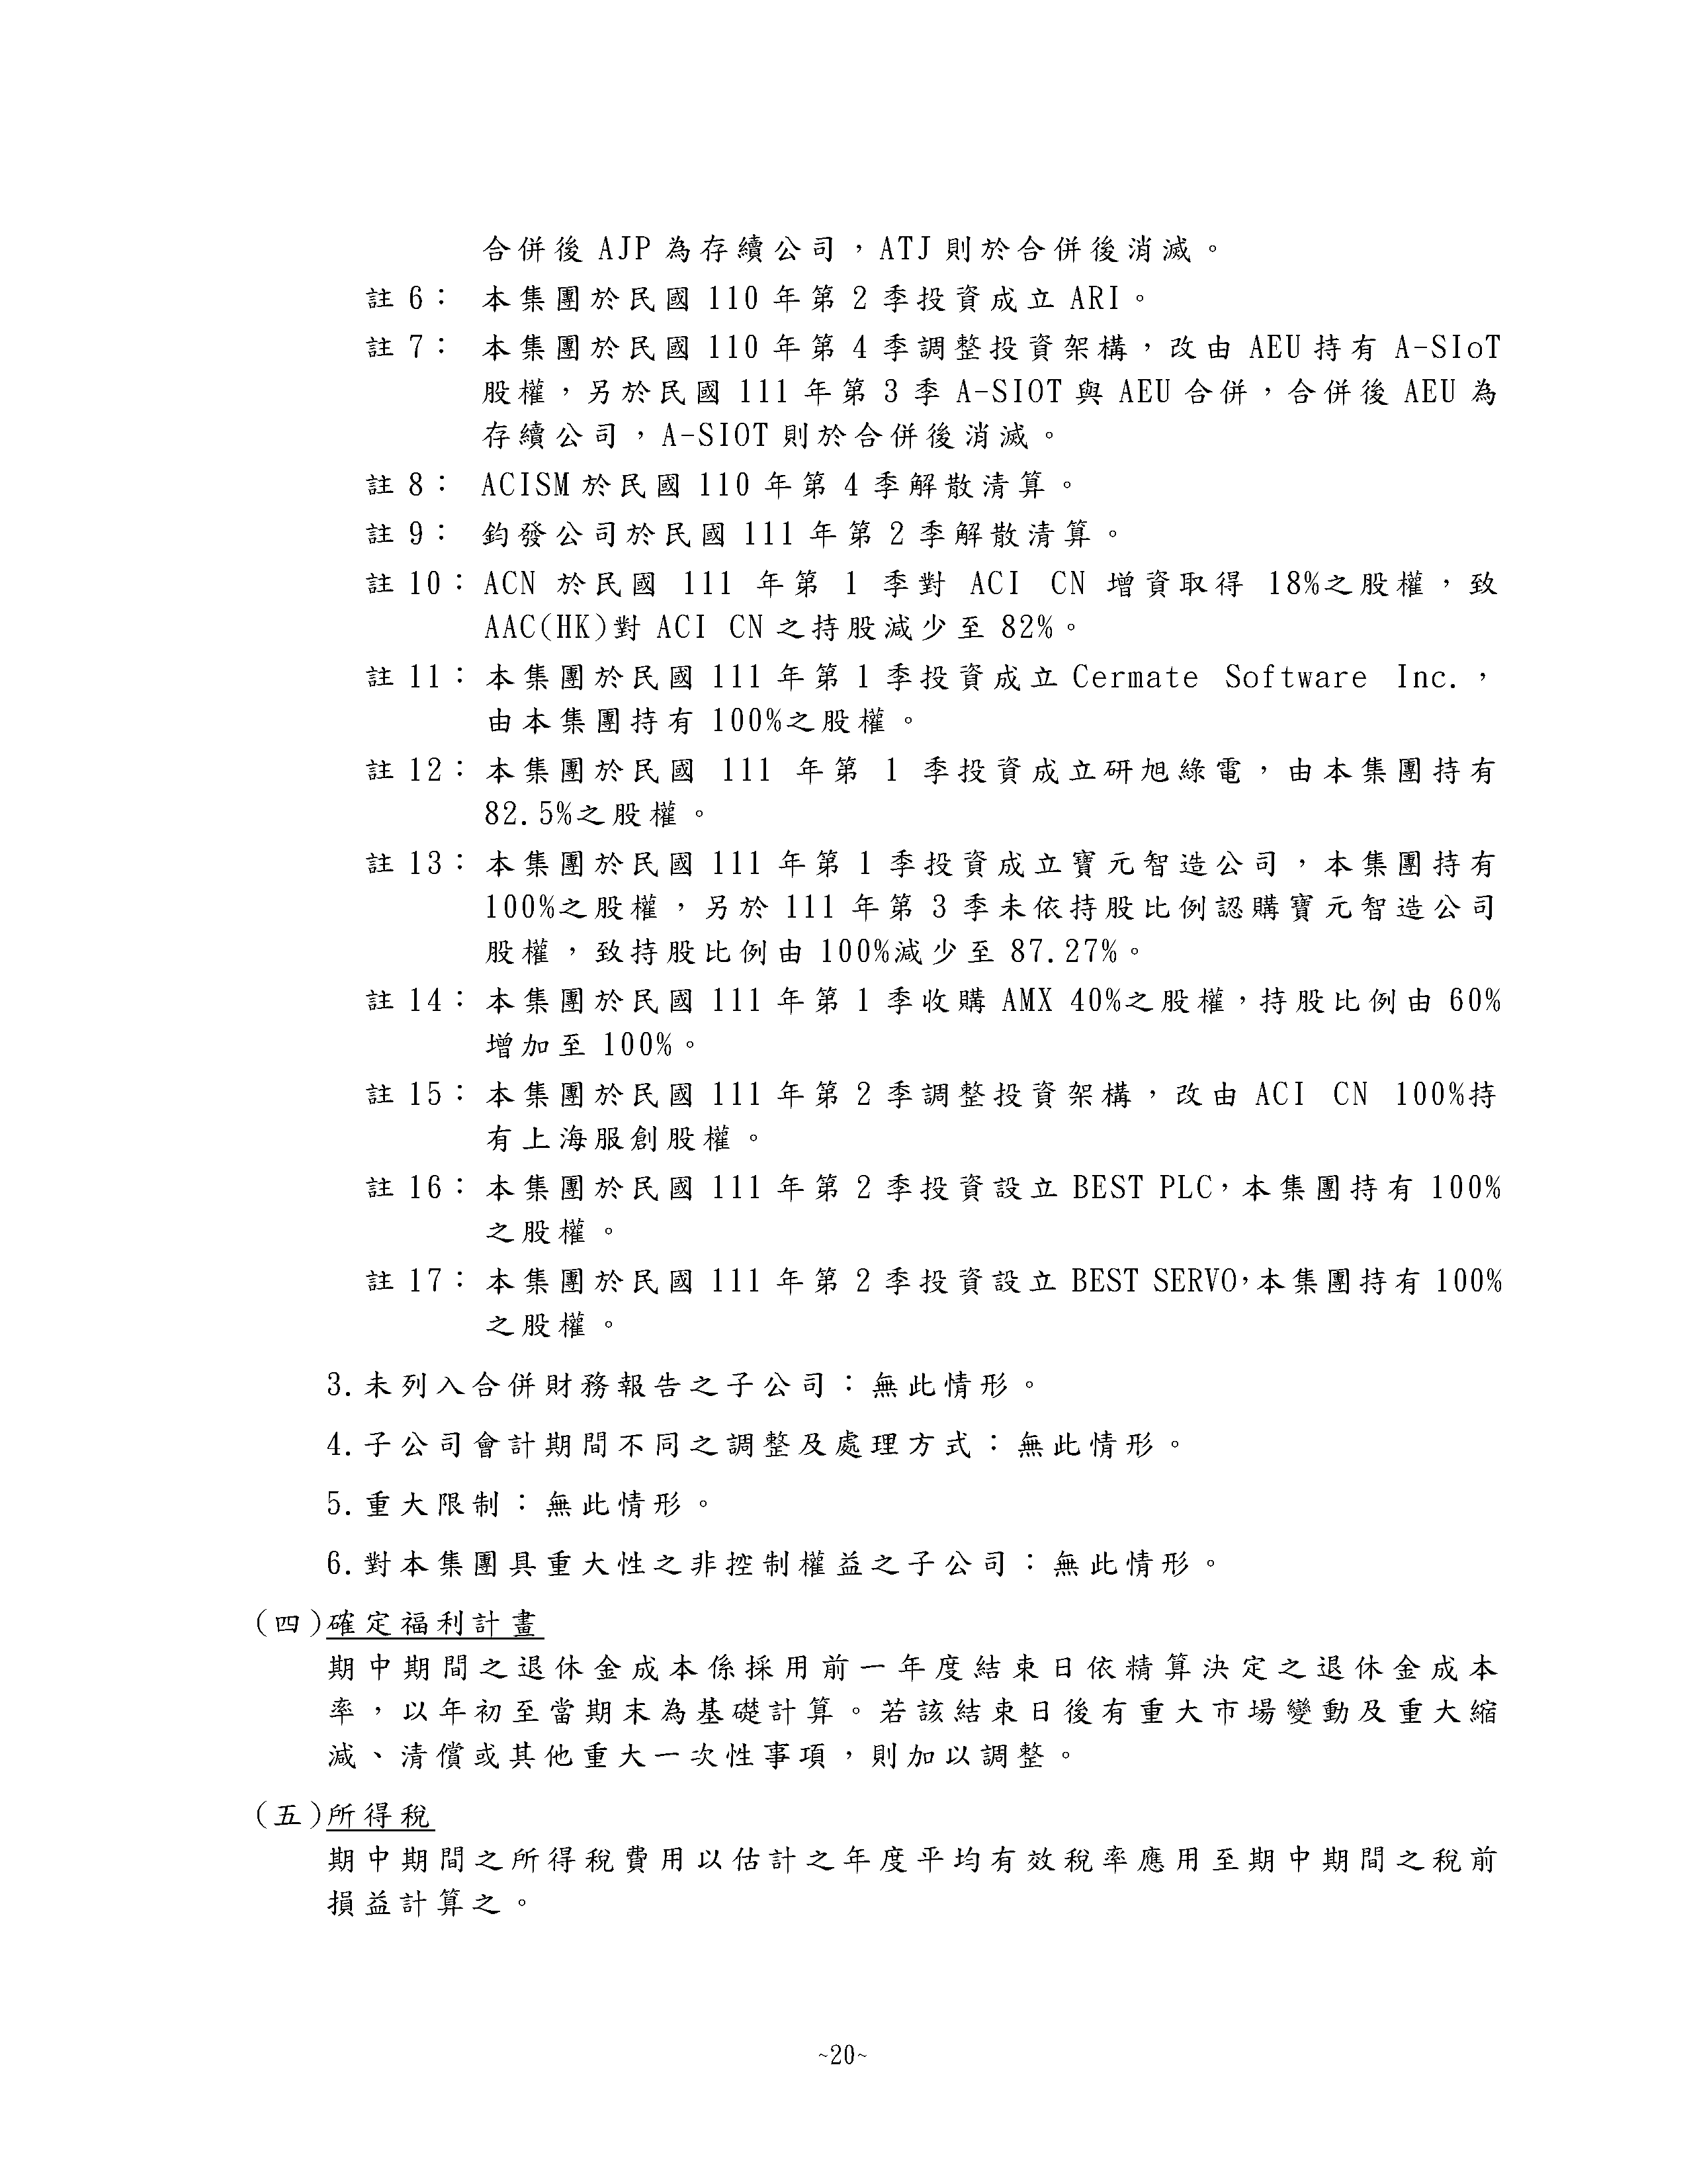 合併後 AJP 為存續公司，ATJ 則於合併後消滅。
註 6： 本集團於民國 110 年第 2 季投資成立 ARI。
註 7： 本集團於民國 110 年第 4 季調整投資架構，改由 AEU 持有 A-SIoT
股權，另於民國 111 年第 3 季 A-SIOT 與 AEU 合併，合併後 AEU 為
存續公司，A-SIOT 則於合併後消滅。
註 8： ACISM 於民國 110 年第 4 季解散清算。
註 9： 鈞發公司於民國 111 年第 2 季解散清算。
註 10： ACN 於民國 111 年第 1 季對 ACI CN 增資取得 18%之股權，致
AAC(HK)對 ACI CN 之持股減少至 82%。
註 11： 本集團於民國 111 年第 1 季投資成立 Cermate Software Inc.，
由本集團持有 100%之股權。
註 12： 本集團於民國 111 年第 1 季投資成立研旭綠電，由本集團持有
82.5%之股權。
註 13： 本集團於民國 111 年第 1 季投資成立寶元智造公司，本集團持有
100%之股權，另於 111 年第 3 季未依持股比例認購寶元智造公司
股權，致持股比例由 100%減少至 87.27%。
註 14： 本集團於民國 111 年第 1 季收購 AMX 40%之股權，持股比例由 60%
增加至 100%。
註 15： 本集團於民國 111 年第 2 季調整投資架構，改由 ACI CN 100%持
有上海服創股權。
註 16： 本集團於民國 111 年第 2 季投資設立 BEST PLC，本集團持有 100%
之股權。
註 17： 本集團於民國 111 年第 2 季投資設立 BEST SERVO，本集團持有 100%
之股權。
3.未列入合併財務報告之子公司：無此情形。
4.子公司會計期間不同之調整及處理方式：無此情形。
5.重大限制：無此情形。
6.對本集團具重大性之非控制權益之子公司：無此情形。
(四)確定福利計畫
期中期間之退休金成本係採用前一年度結束日依精算決定之退休金成本
率，以年初至當期末為基礎計算。若該結束日後有重大市場變動及重大縮
減、清償或其他重大一次性事項，則加以調整。
(五)所得稅
期中期間之所得稅費用以估計之年度平均有效稅率應用至期中期間之稅前
損益計算之。
~20~